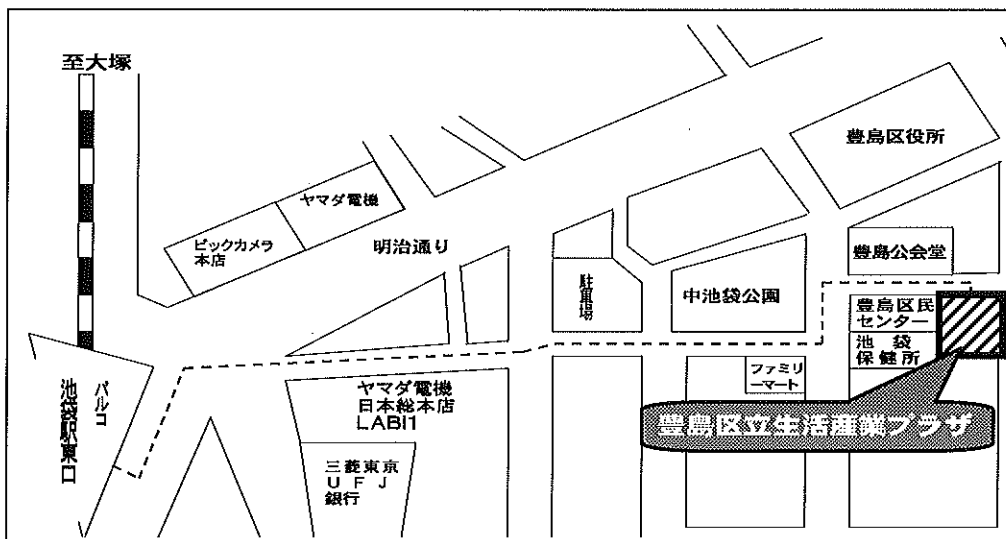 至大塚
豊島区役所
ヤマダ電機
ビックカメラ
本店
明治通り
豊島公会堂
駐車場
中池袋公園
豊島区民
センター
池袋
保健所
パルコ
池袋駅東口
ファミリ
ーマート
ヤマダ電機
日本総本店
LABI1
豊島区立生活産業プラザ
三菱東京
UFJ
銀行